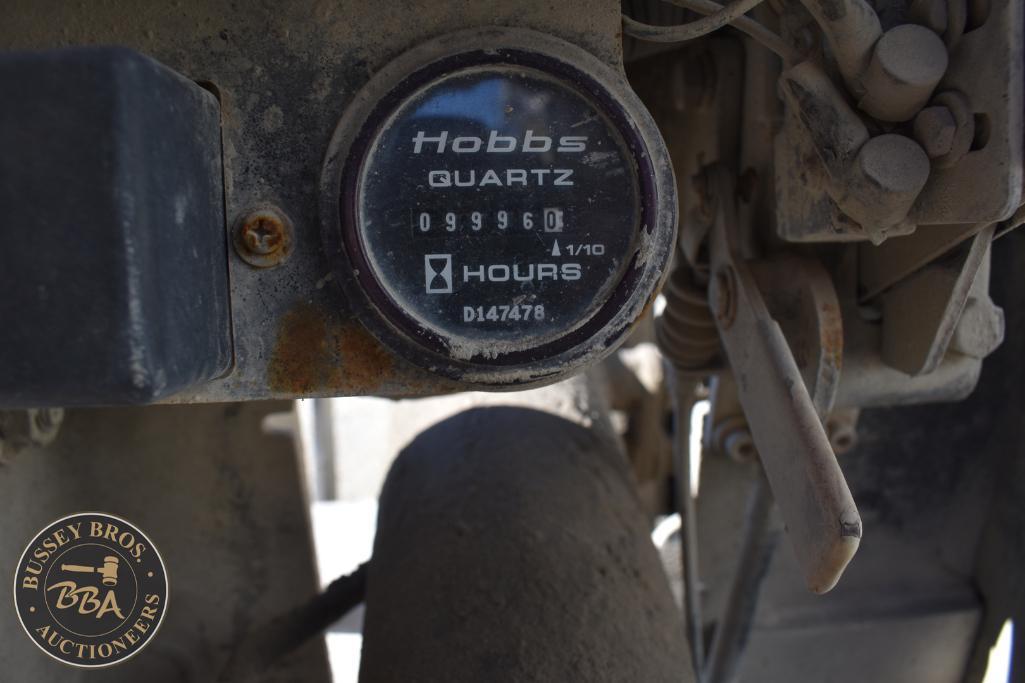 Hobbs
QUARTZ
099960
1/10
HOURS
D147478
BUSSEY BROS.
BBA
AUCTIONEERS